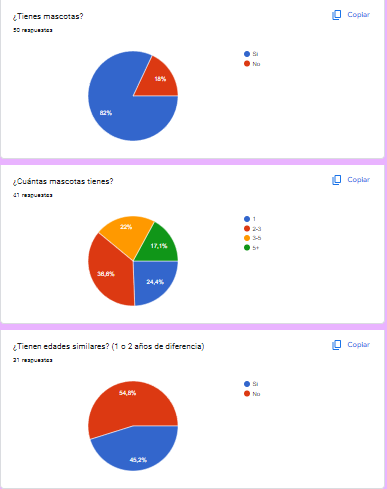 ¿Tienes mascotas?
Copiar
50 respuestas
Sí
No
18%
82%
¿Cuántas mascotas tienes?
Copiar
41 respuestas
1
2-3
3-5
5+
22%
17,1%
36,6%
24,4%
¿Tienen edades similares? (1 o 2 años de diferencia)
Copiar
31 respuestas
Sí
No
54,8%
45,2%